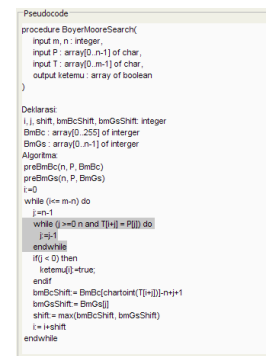 Pseudocode
procedure BoyerMooreSearch(
input m, n : integer,
input P : array[0..n-1] of char,
input T : array[0..m-1] of char,
output ketemu : array of boolean
)
Deklarasi:
i, j, shift, bmBcShift, bmGsShift: integer
BmBc : array[0..255] of interger
BmGs : array[0..n-1] of interger
Algoritma:
preBmBc(n, P, BmBc)
preBmGs(n, P, BmGs)
i:=0
while (i<= m-n) do
j:=n-1
while (j >=0 n and T[i+j] = P[j]) do
j:=j-1
endwhile
if(j < 0) then
ketemu[i]:=true;
endif
bmBcShift:= BmBc[chartoint(T[i+j])]-n+j+1
bmGsShift:= BmGs[j]
shift:= max(bmBcShift, bmGsShift)
i:= i+shift
endwhile